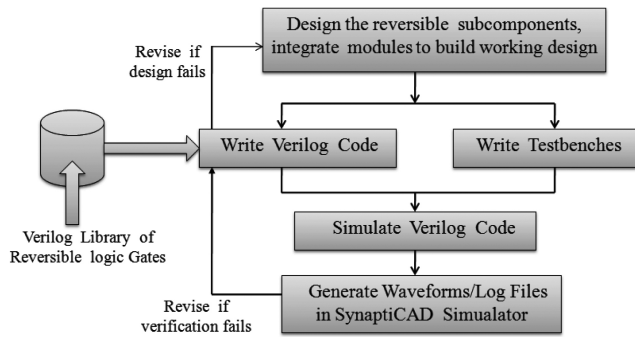 Design the reversible subcomponents,
integrate modules to build working design
Revise if
design fails
Write Verilog Code
Write Testbenches
Verilog Library of
Reversible logic Gates
Simulate Verilog Code
Revise if
verification fails
Generate Waveforms/Log Files
in SynaptiCAD Simualator